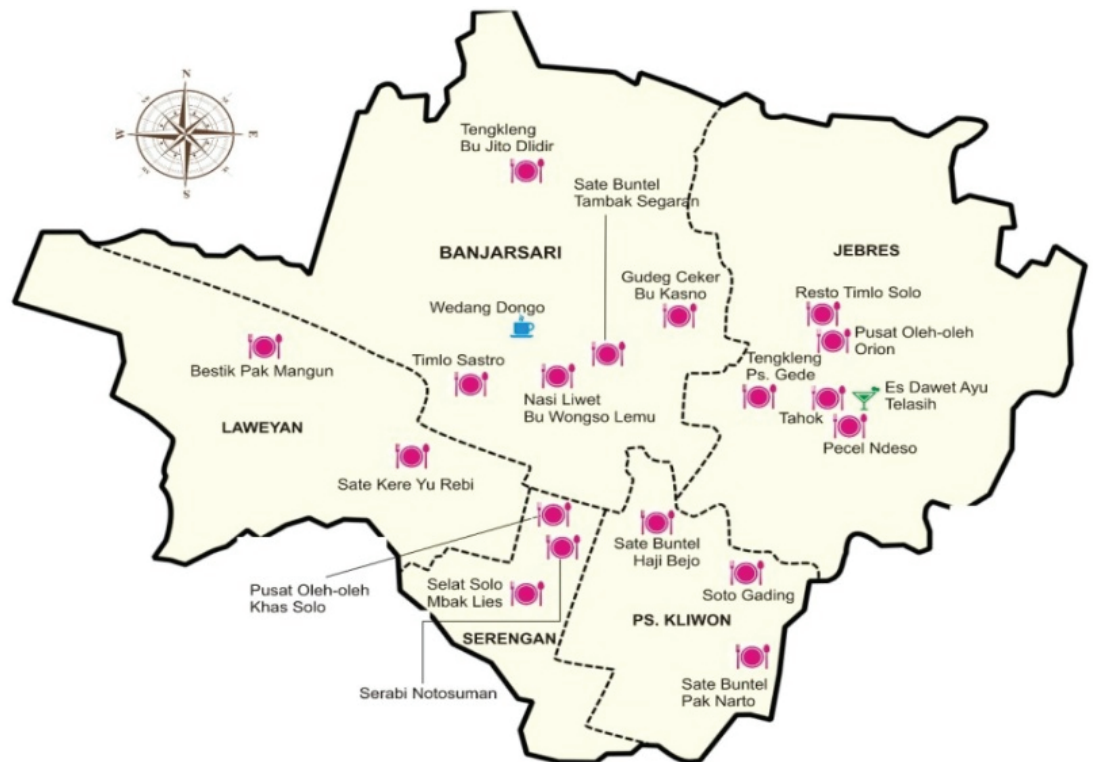 N
W
E
S
Tengkleng
Bu Jito Dlidir
Sate Buntel
Tambak Segaran
BANJARSARI
JEBRES
Gudeg Ceker
Bu Kasno
Resto Timlo Solo
Wedang Dongo
Pusat Oleh-oleh
Orion
Timlo Sastro
Tengkleng
Ps. Gede
Bestik Pak Mangun
Es Dawet Ayu
Telasih
Nasi Liwet
Bu Wongso Lemu
Tahok
LAWEYAN
Pecel Ndeso
Sate Kere Yu Rebi
Sate Buntel
Haji Bejo
Pusat Oleh-oleh
Khas Solo
Selat Solo
Mbak Lies
Soto Gading
PS. KLIWON
SERENGAN
Serabi Notosuman
Sate Buntel
Pak Narto